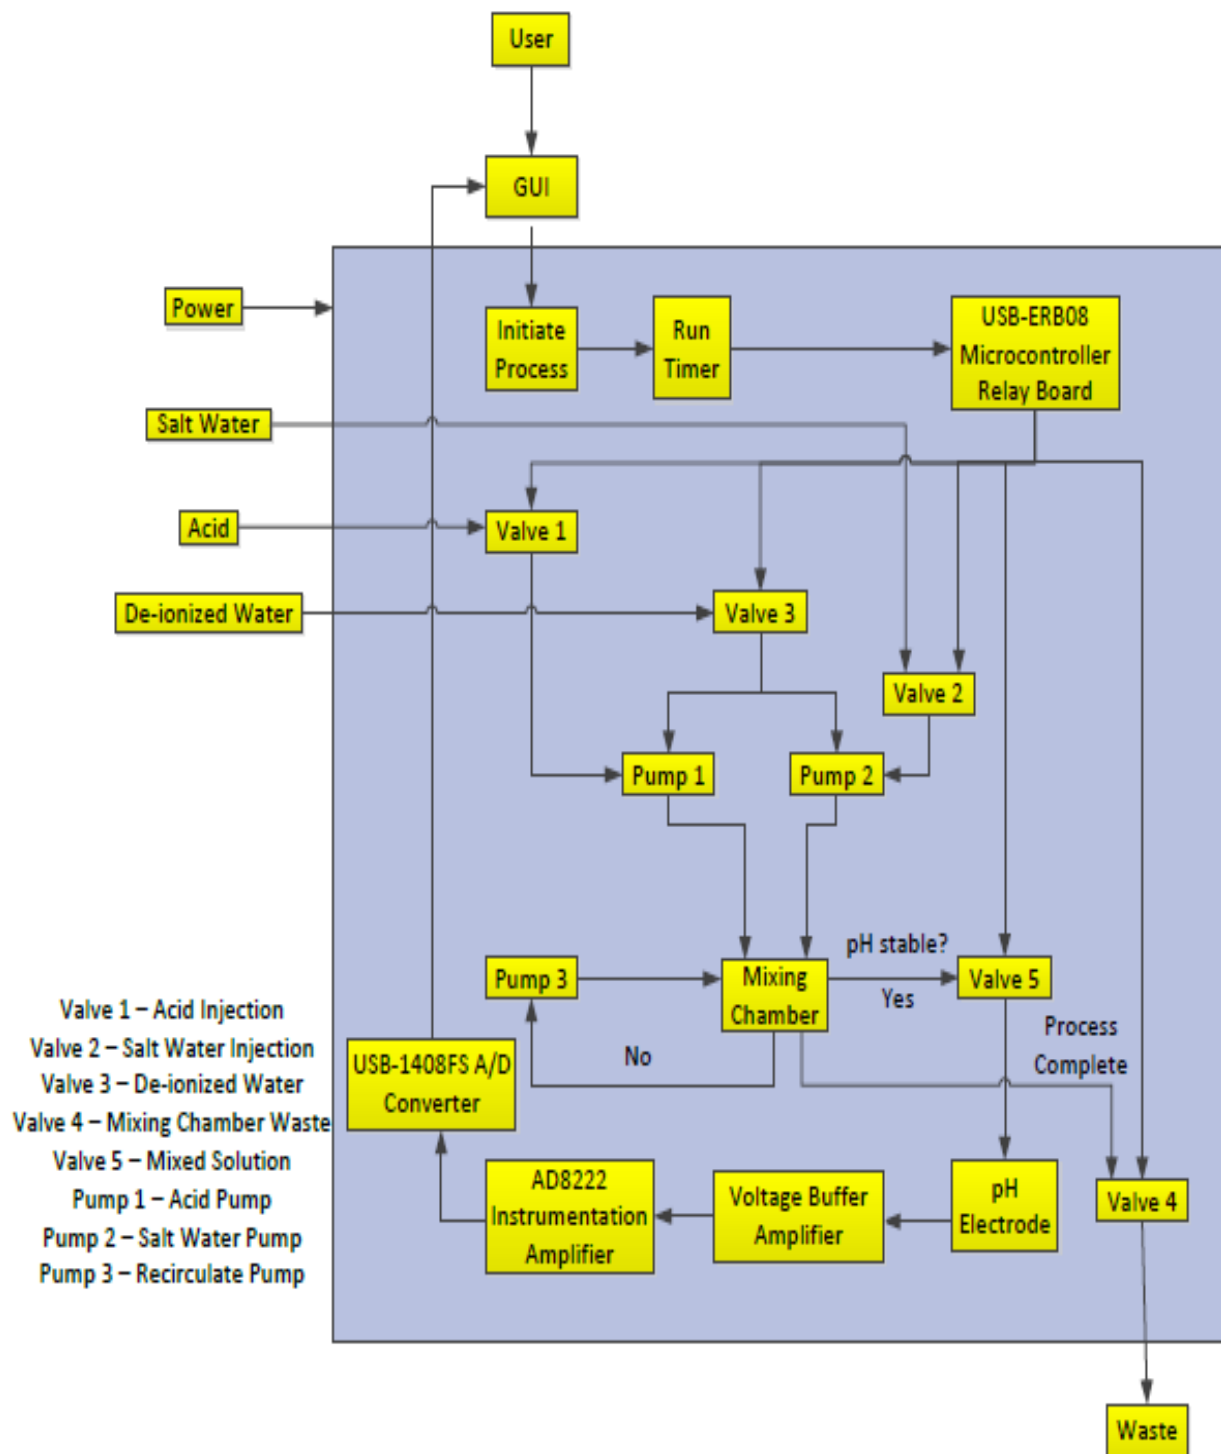 User
GUI
Power
Initiate
Process
Run
Timer
USB-ERB08
Microcontroller
Relay Board
Salt Water
Acid
Valve 1
De-ionized Water
Valve 3
Valve 2
Pump 1
Pump 2
pH stable?
Pump 3
Mixing
Chamber
Yes
Valve 5
No
Process
Complete
Valve 1 – Acid Injection
Valve 2 – Salt Water Injection
Valve 3 – De-ionized Water
Valve 4 – Mixing Chamber Waste
Valve 5 – Mixed Solution
Pump 1 – Acid Pump
Pump 2 – Salt Water Pump
Pump 3 – Recirculate Pump
USB-1408FS A/D
Converter
AD8222
Instrumentation
Amplifier
Voltage Buffer
Amplifier
pH
Electrode
Valve 4
Waste